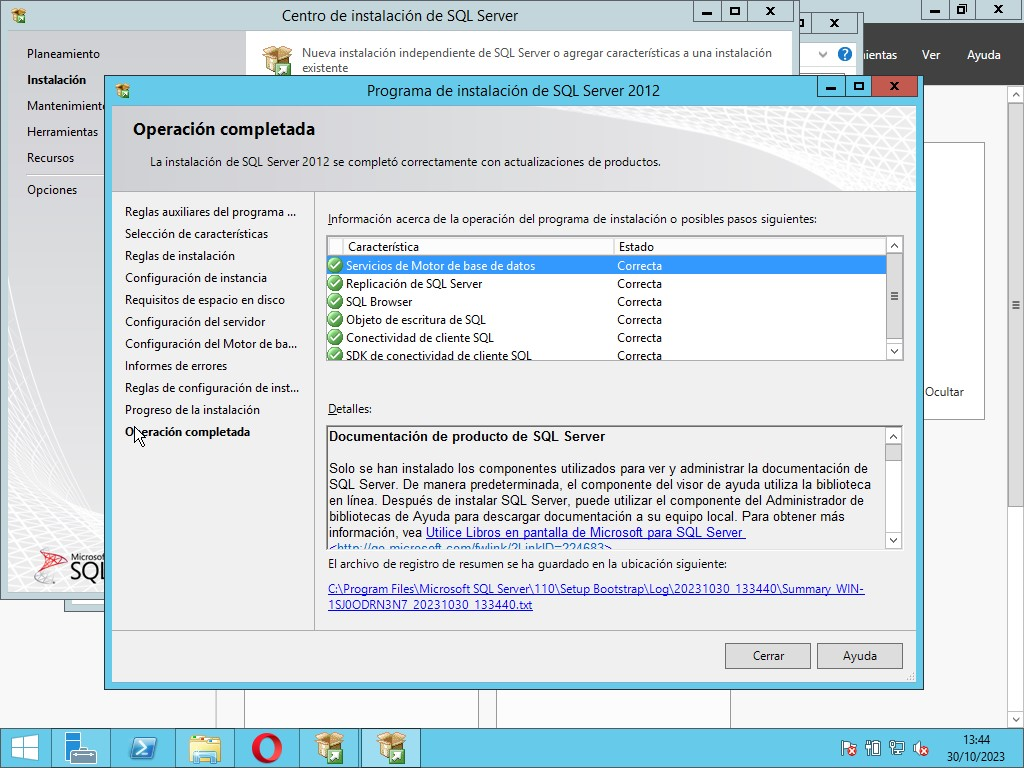 Centro de instalación de SQL Server
Planeamiento
Instalación
Mantenimiento
Herramientas
Recursos
Opciones
Nueva instalación independiente de SQL Server o agregar características a una instalación
existente
Ver
Ayuda
Programa de instalación de SQL Server 2012
Operación completada
La instalación de SQL Server 2012 se completó correctamente con actualizaciones de productos.
Reglas auxiliares del programa ...
Selección de características
Reglas de instalación
Configuración de instancia
Requisitos de espacio en disco
Configuración del servidor
Configuración del Motor de ba...
Informes de errores
Reglas de configuración de inst...
Progreso de la instalación
Operación completada
Información acerca de la operación del programa de instalación o posibles pasos siguientes:
Característica Estado
Servicios de Motor de base de datos Correcta
Replicación de SQL Server Correcta
SQL Browser Correcta
Objeto de escritura de SQL Correcta
Conectividad de cliente SQL Correcta
SDK de conectividad de cliente SQL Correcta
Detalles:
Documentación de producto de SQL Server
Solo se han instalado los componentes utilizados para ver y administrar la documentación de
SQL Server. De manera predeterminada, el componente del visor de ayuda utiliza la biblioteca
en línea. Después de instalar SQL Server, puede utilizar el componente del Administrador de
bibliotecas de Ayuda para descargar documentación a su equipo local. Para obtener más
información, vea Utilice Libros en pantalla de Microsoft para SQL Server
<http://go.microsoft.com/fwlink/?LinkID=224683>
El archivo de registro de resumen se ha guardado en la ubicación siguiente:
C:\Program Files\Microsoft SQL Server\110\Setup Bootstrap\Log\20231030_133440\Summary_WIN-
1SJ0ODRN3N7_20231030_133440.txt
Cerrar
Ayuda
Ocultar
13:44
30/10/2023